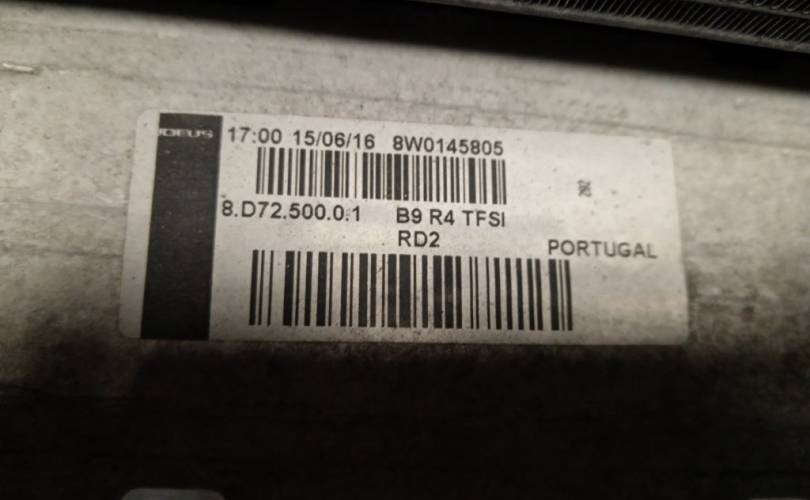 17:00 15/06/16 8W0145805
8.D72.500.0.1 B9 R4 TFSI
RD2
PORTUGAL